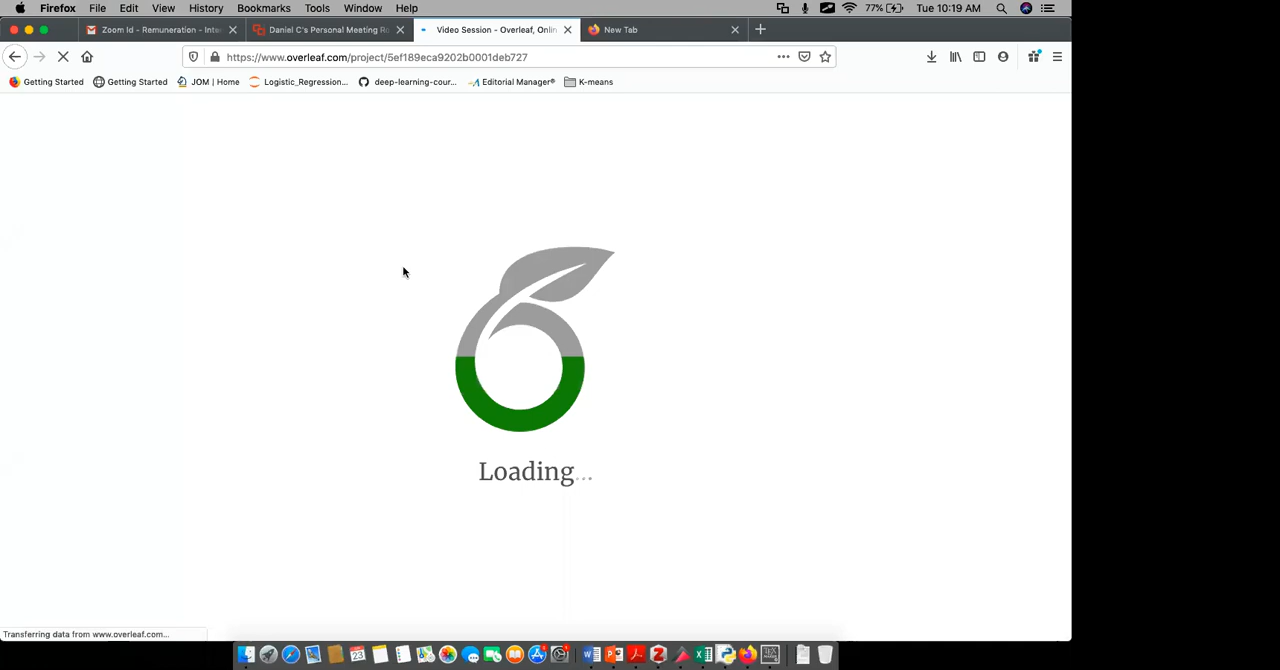 Firefox File Edit View History Bookmarks Tools Window Help 77% Tue 10:19 AM
Zoom Id - Remuneration - Inte Daniel C's Personal Meeting Ro Video Session - Overleaf, Onlin New Tab
https://www.overleaf.com/project/5ef189eca9202b0001deb727
Getting Started Getting Started JOM | Home Logistic_Regression... deep-learning-cour... Editorial Manager® K-means
Loading...
Transferring data from www.overleaf.com...
23